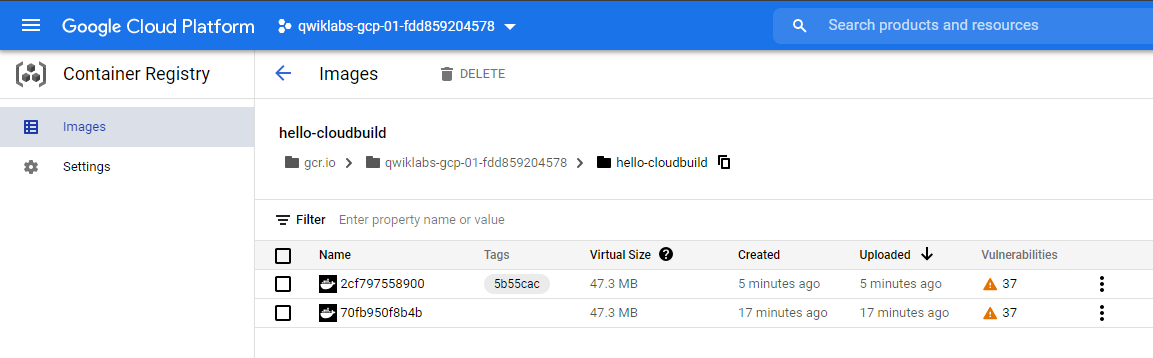 Google Cloud Platform qwiklabs-gcp-01-fdd859204578 Search products and resources
Container Registry Images DELETE
Images
Settings
hello-cloudbuild
gcr.io qwiklabs-gcp-01-fdd859204578 hello-cloudbuild
Filter Enter property name or value
Name Tags Virtual Size ? Created Uploaded Vulnerabilities
2cf797558900 5b55cac 47.3 MB 5 minutes ago 5 minutes ago 37
70fb950f8b4b 47.3 MB 17 minutes ago 17 minutes ago 37